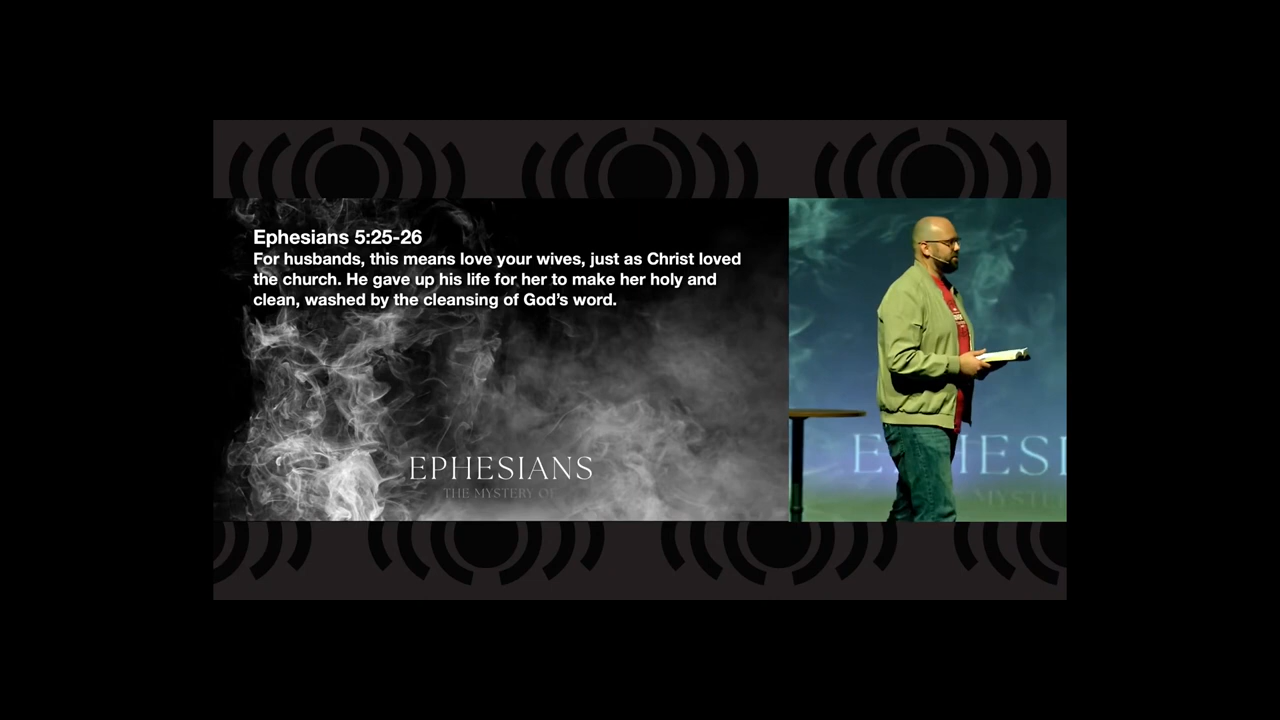 Ephesians 5:25-26
For husbands, this means love your wives, just as Christ loved
the church. He gave up his life for her to make her holy and
clean, washed by the cleansing of God’s word.
EPHESIANS
THE MYSTERY OF
EPHESI
MYSTE